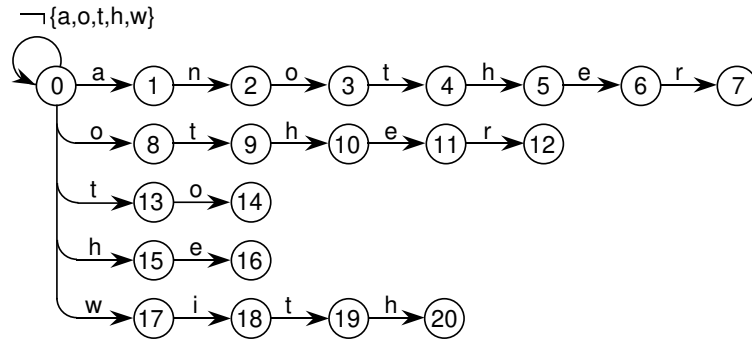 ¬{a,o,t,h,w}
0 a 1 n 2 o 3 t 4 h 5 e 6 r 7
o 8 t 9 h 10 e 11 r 12
t 13 o 14
h 15 e 16
w 17 i 18 t 19 h 20